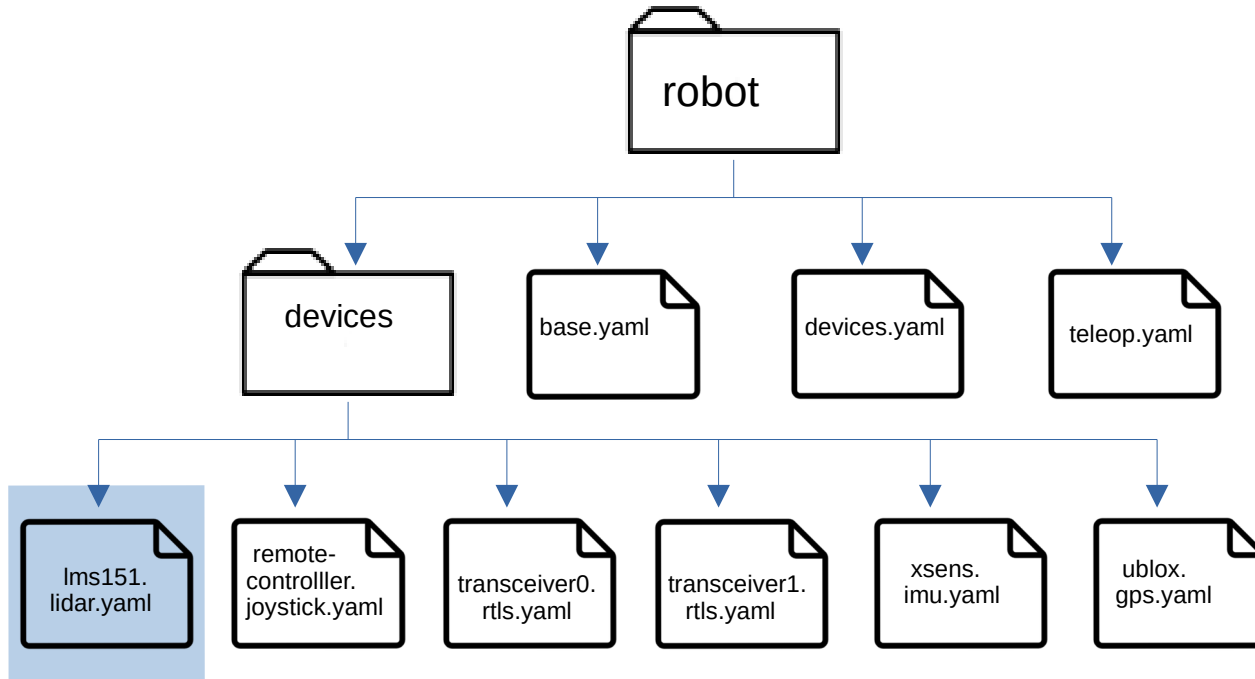 robot
devices
base.yaml
devices.yaml
teleop.yaml
lms151.
lidar.yaml
remote-
controlller.
joystick.yaml
transceiver0.
rtls.yaml
transceiver1.
rtls.yaml
xsens.
imu.yaml
ublox.
gps.yaml